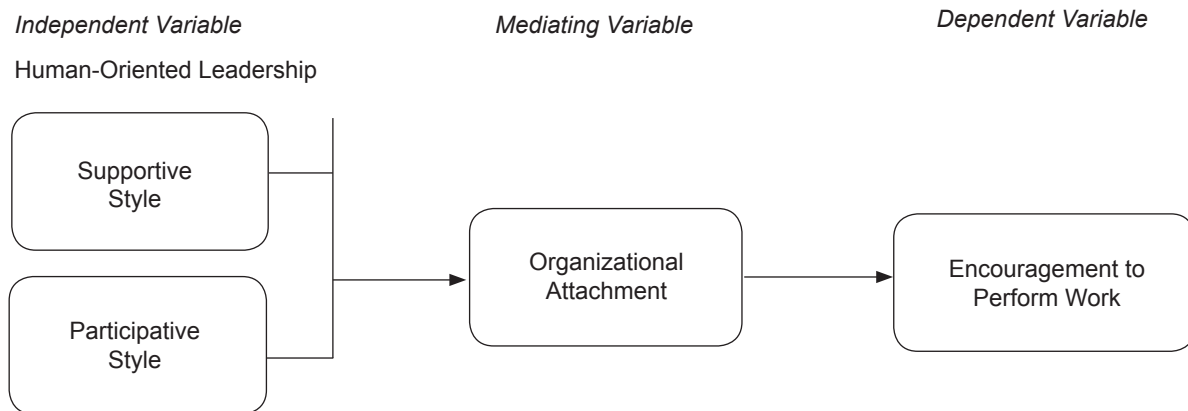 Independent Variable
Mediating Variable
Dependent Variable
Human-Oriented Leadership
Supportive
Style
Participative
Style
Organizational
Attachment
Encouragement to
Perform Work